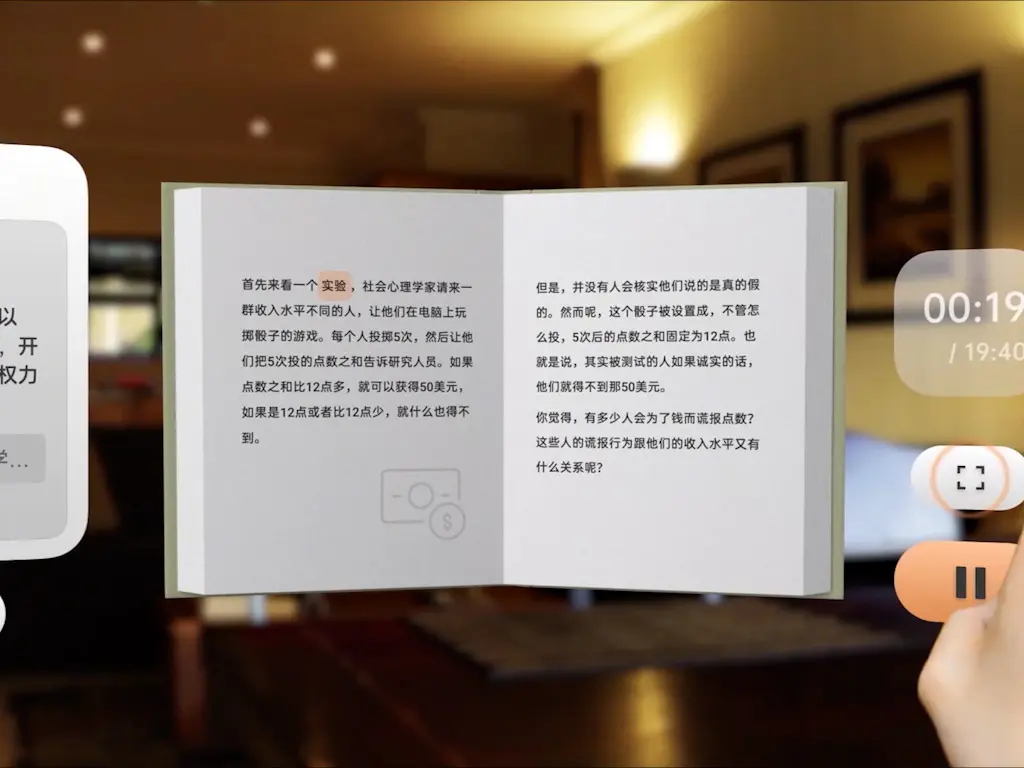 以
，开
权力
学...
首先来看一个 实验 ，社会心理学家请来一
群收入水平不同的人，让他们在电脑上玩
掷骰子的游戏。每个人投掷5次，然后让他
们把5次投的点数之和告诉研究人员。如果
点数之和比12点多，就可以获得50美元，
如果是12点或者比12点少，就什么也得不
到。
$
但是，并没有人会核实他们说的是真的假
的。然而呢，这个骰子被设置成，不管怎
么投，5次后的点数之和固定为12点。也
就是说，其实被测试的人如果诚实的话，
他们就得不到那50美元。
你觉得，有多少人会为了钱而谎报点数？
这些人的谎报行为跟他们的收入水平又有
什么关系呢？
00:19
/ 19:40